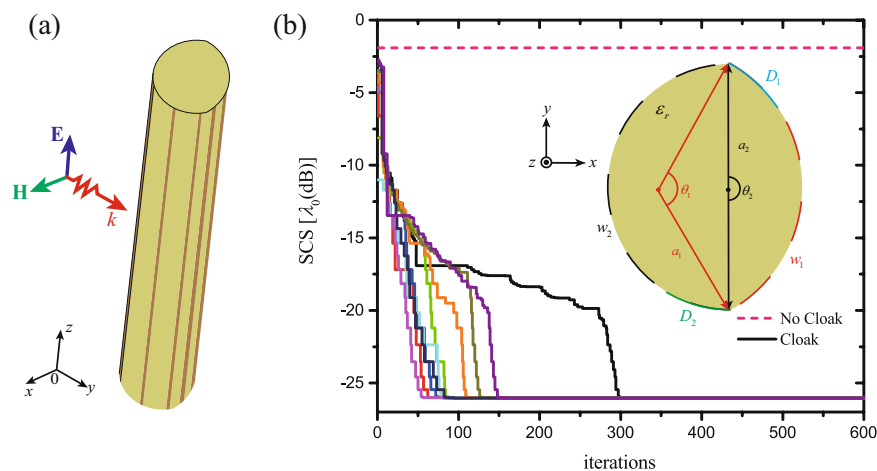 (a)
E
H
k
z
0
x
y
(b)
SCS [λ₀(dB)]
0
-5
-10
-15
-20
-25
0
100
200
300
400
500
600
iterations
y
z
x
εᵣ
D₁
a₂
θ₁
θ₂
a₁
w₂
w₁
D₂
No Cloak
Cloak